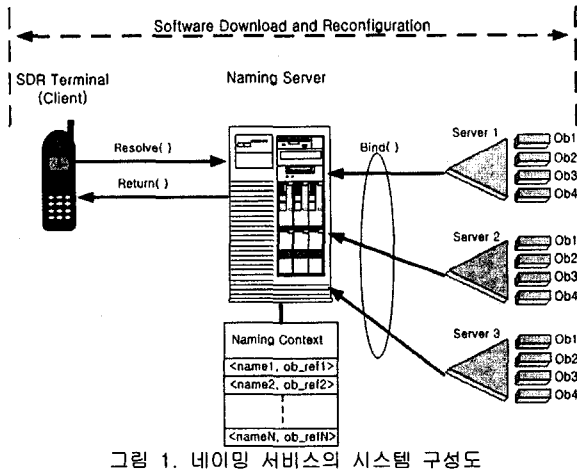 Software Download and Reconfiguration
SDR Terminal
(Client)
Naming Server
Resolve( )
Return( )
Bind( )
Server 1
Ob1
Ob2
Ob3
Ob4
Server 2
Ob1
Ob2
Ob3
Ob4
Server 3
Ob1
Ob2
Ob3
Ob4
Naming Context
<name1, ob_ref1>
<name2, ob_ref2>
<nameN, ob_refN>
그림 1. 네이밍 서비스의 시스템 구성도